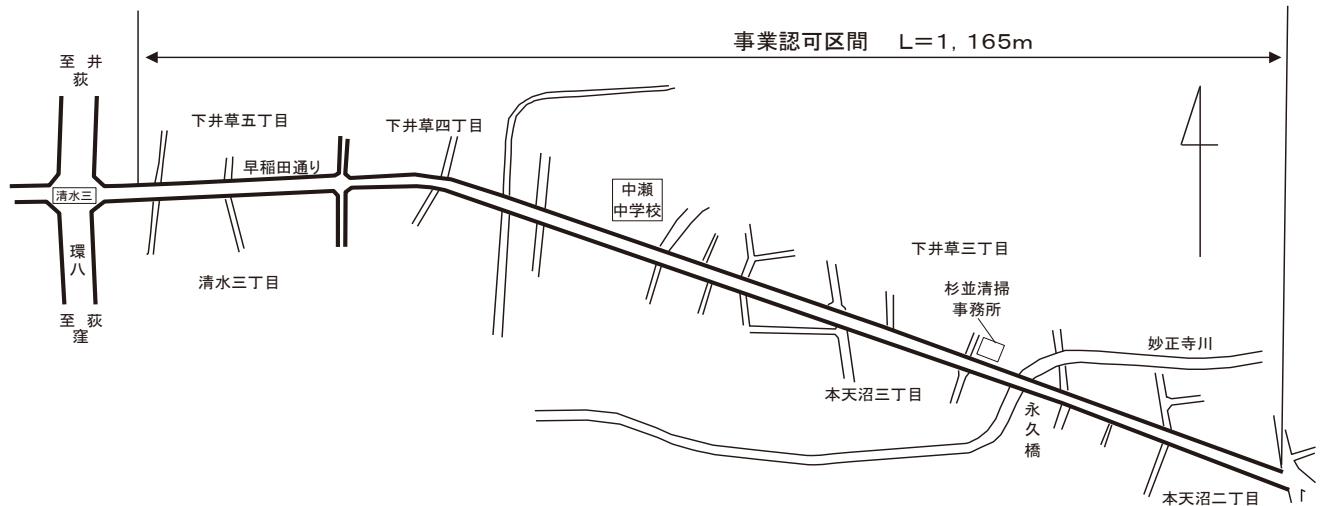 事業認可区間 L=1,165m
至 井
荻
下井草五丁目
下井草四丁目
早稲田通り
清水三
中瀬
中学校
環
八
清水三丁目
下井草三丁目
杉並清掃
事務所
至 荻
窪
妙正寺川
本天沼三丁目
永
久
橋
本天沼二丁目